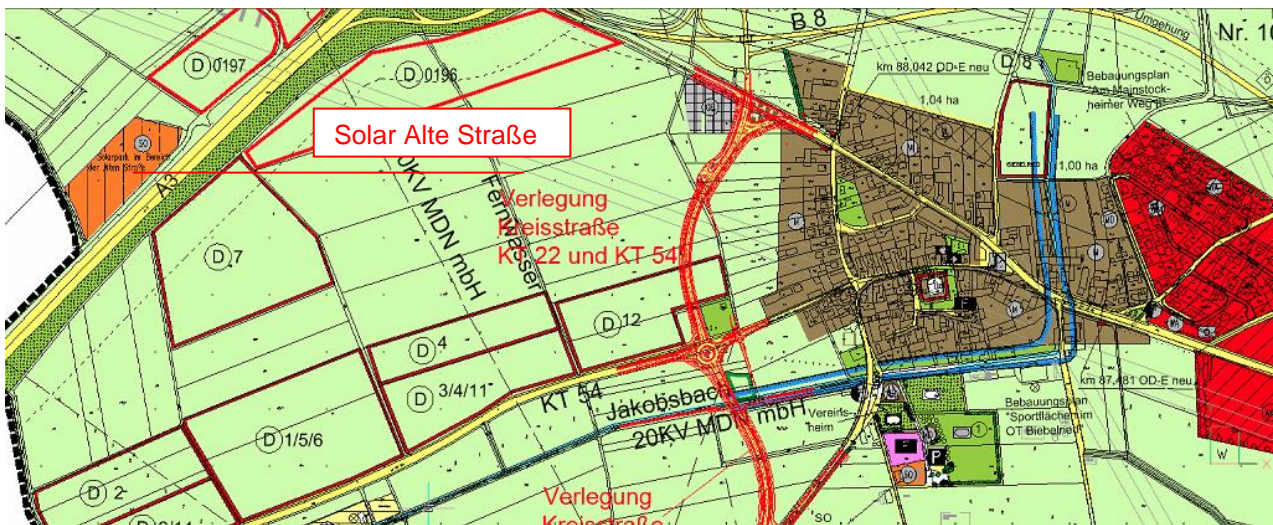 B 8
Umgehung
Nr. 10
D 0197
D 0196
km 88,042 OD-E neu
D 8
Bebauungsplan
"Am Mainstock-
heimer Weg II"
1,04 ha
Solar Alte Straße
SO
Solarpark im Bereich
der Alten Straße
1,00 ha
A3
20KV MDN mbH
Fernwasser
Verlegung
Kreisstraße
KT 22 und KT 54
D 7
D 12
D 4
D 3/4/11
KT 54
Jakobsbach
20KV MDN mbH
km 87,481 OD-E neu
Vereins-
heim
Bebauungsplan
"Sportflächen im
OT Biebelried"
D 1/5/6
P
SO
W
X
D 2
Verlegung
Kreisstraße
SO